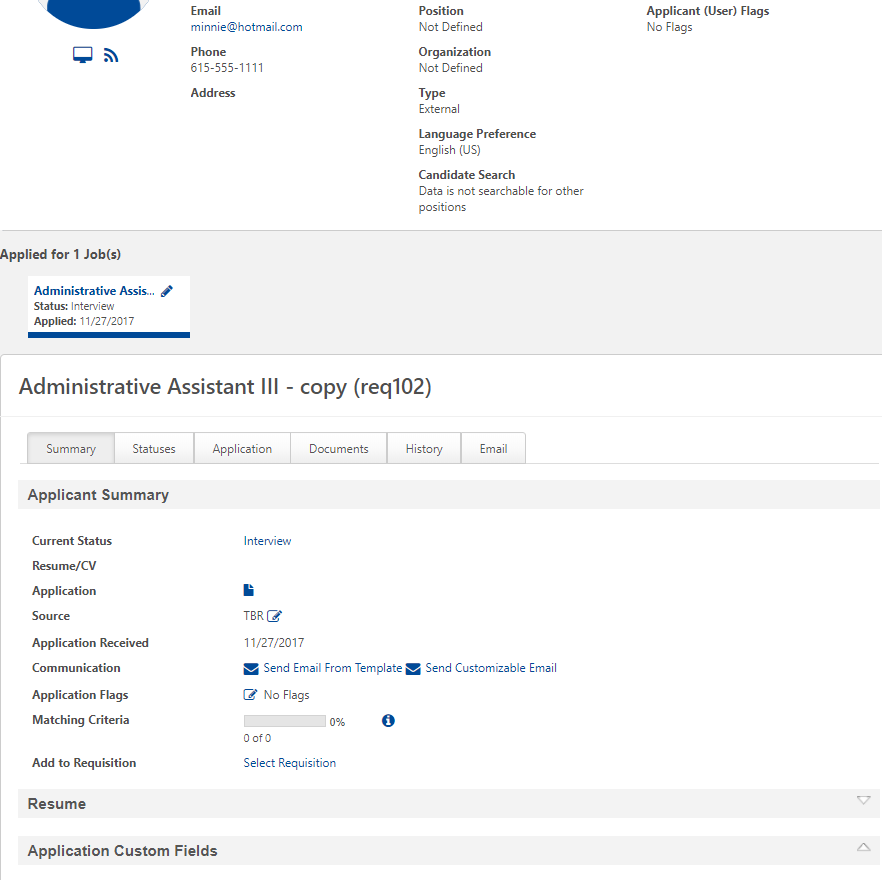 Email
minnie@hotmail.com
Phone
615-555-1111
Address
Position
Not Defined
Organization
Not Defined
Type
External
Language Preference
English (US)
Candidate Search
Data is not searchable for other
positions
Applicant (User) Flags
No Flags
Applied for 1 Job(s)
Administrative Assis...
Status: Interview
Applied: 11/27/2017
Administrative Assistant III - copy (req102)
Summary Statuses Application Documents History Email
Applicant Summary
Current Status Interview
Resume/CV
Application
Source TBR
Application Received 11/27/2017
Communication Send Email From Template Send Customizable Email
Application Flags No Flags
Matching Criteria 0%
0 of 0
Add to Requisition Select Requisition
Resume
Application Custom Fields